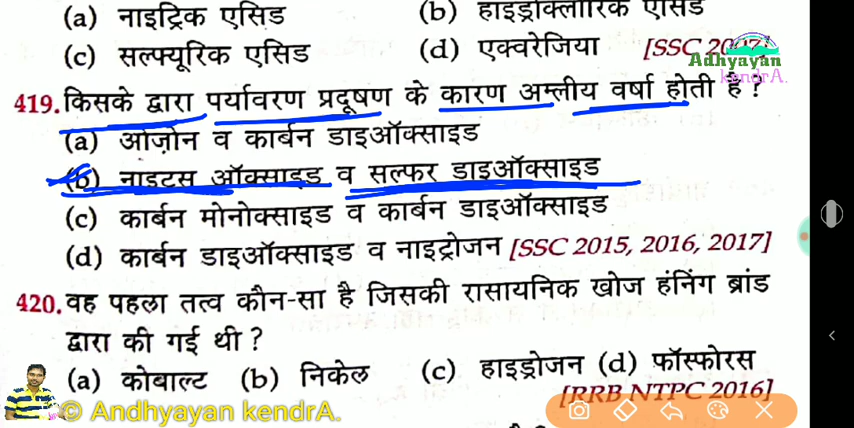 (a) नाइट्रिक एसिड (b) हाइड्रोक्लोरिक एसिड
(c) सल्फ्यूरिक एसिड (d) एक्वरेजिया [SSC 2007]
Adhyayan
kendrA.
419. किसके द्वारा पर्यावरण प्रदूषण के कारण अम्लीय वर्षा होती है ?
(a) ओज़ोन व कार्बन डाइऑक्साइड
(b) नाइटस ऑक्साइड व सल्फर डाइऑक्साइड
(c) कार्बन मोनोक्साइड व कार्बन डाइऑक्साइड
(d) कार्बन डाइऑक्साइड व नाइट्रोजन [SSC 2015, 2016, 2017]
420. वह पहला तत्व कौन-सा है जिसकी रासायनिक खोज हंनिंग ब्रांड
द्वारा की गई थी ?
(a) कोबाल्ट (b) निकेल (c) हाइड्रोजन (d) फॉस्फोरस
[RRB NTPC 2016]
© Andhyayan kendrA.